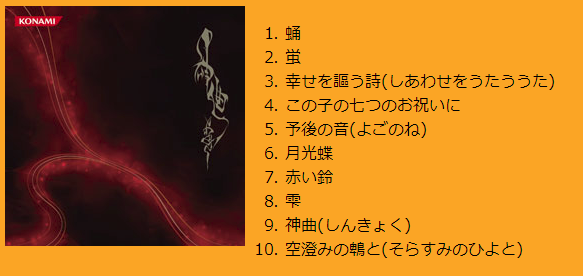 KONAMI
1. 蛹
2. 蛍
3. 幸せを謳う詩(しあわせをうたううた)
4. この子の七つのお祝いに
5. 予後の音(よごのね)
6. 月光蝶
7. 赤い鈴
8. 雫
9. 神曲(しんきょく)
10. 空澄みの鵯と(そらすみのひよと)